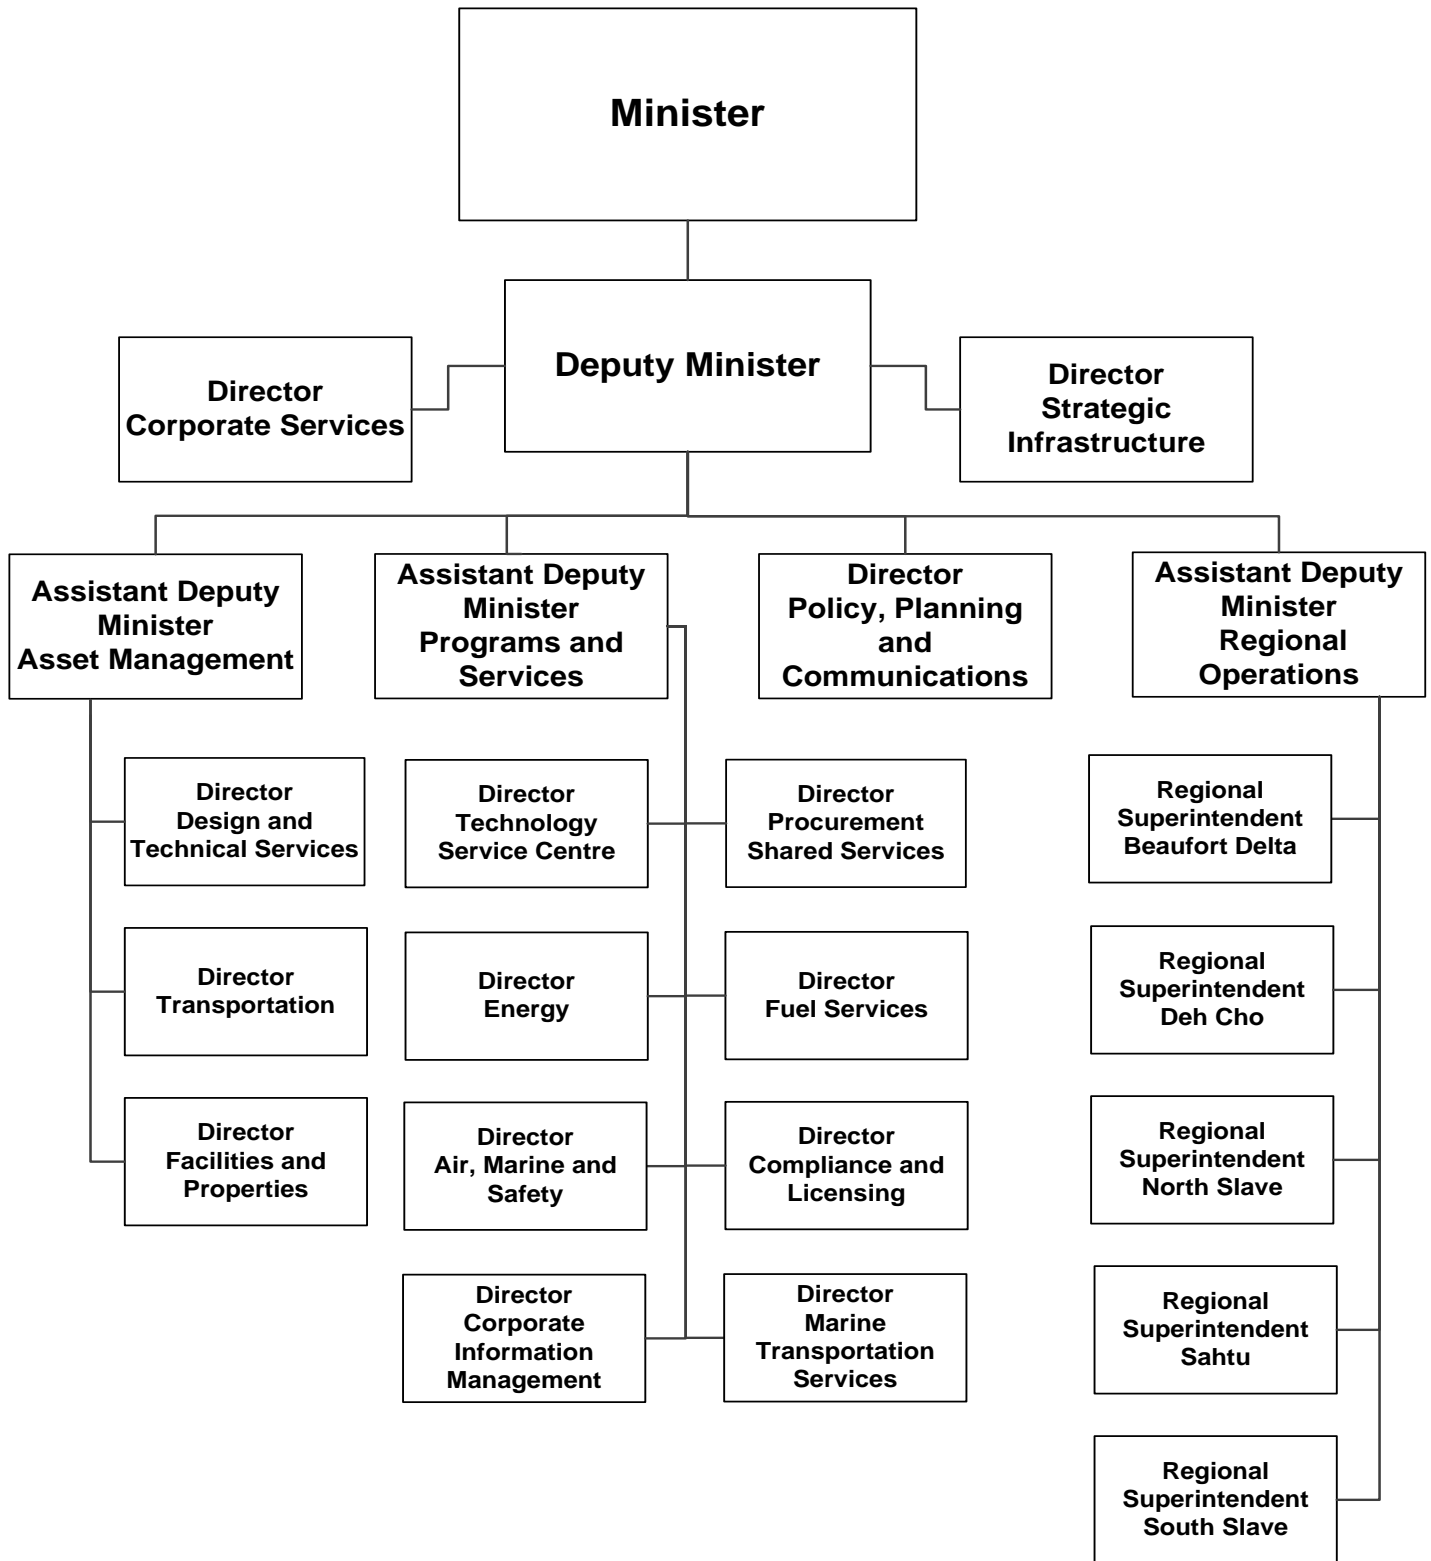 Minister
Deputy Minister
Director
Corporate Services
Director
Strategic
Infrastructure
Assistant Deputy
Minister
Asset Management
Assistant Deputy
Minister
Programs and
Services
Director
Policy, Planning
and
Communications
Assistant Deputy
Minister
Regional
Operations
Director
Design and
Technical Services
Director
Transportation
Director
Facilities and
Properties
Director
Technology
Service Centre
Director
Energy
Director
Air, Marine and
Safety
Director
Corporate
Information
Management
Director
Procurement
Shared Services
Director
Fuel Services
Director
Compliance and
Licensing
Director
Marine
Transportation
Services
Regional
Superintendent
Beaufort Delta
Regional
Superintendent
Deh Cho
Regional
Superintendent
North Slave
Regional
Superintendent
Sahtu
Regional
Superintendent
South Slave